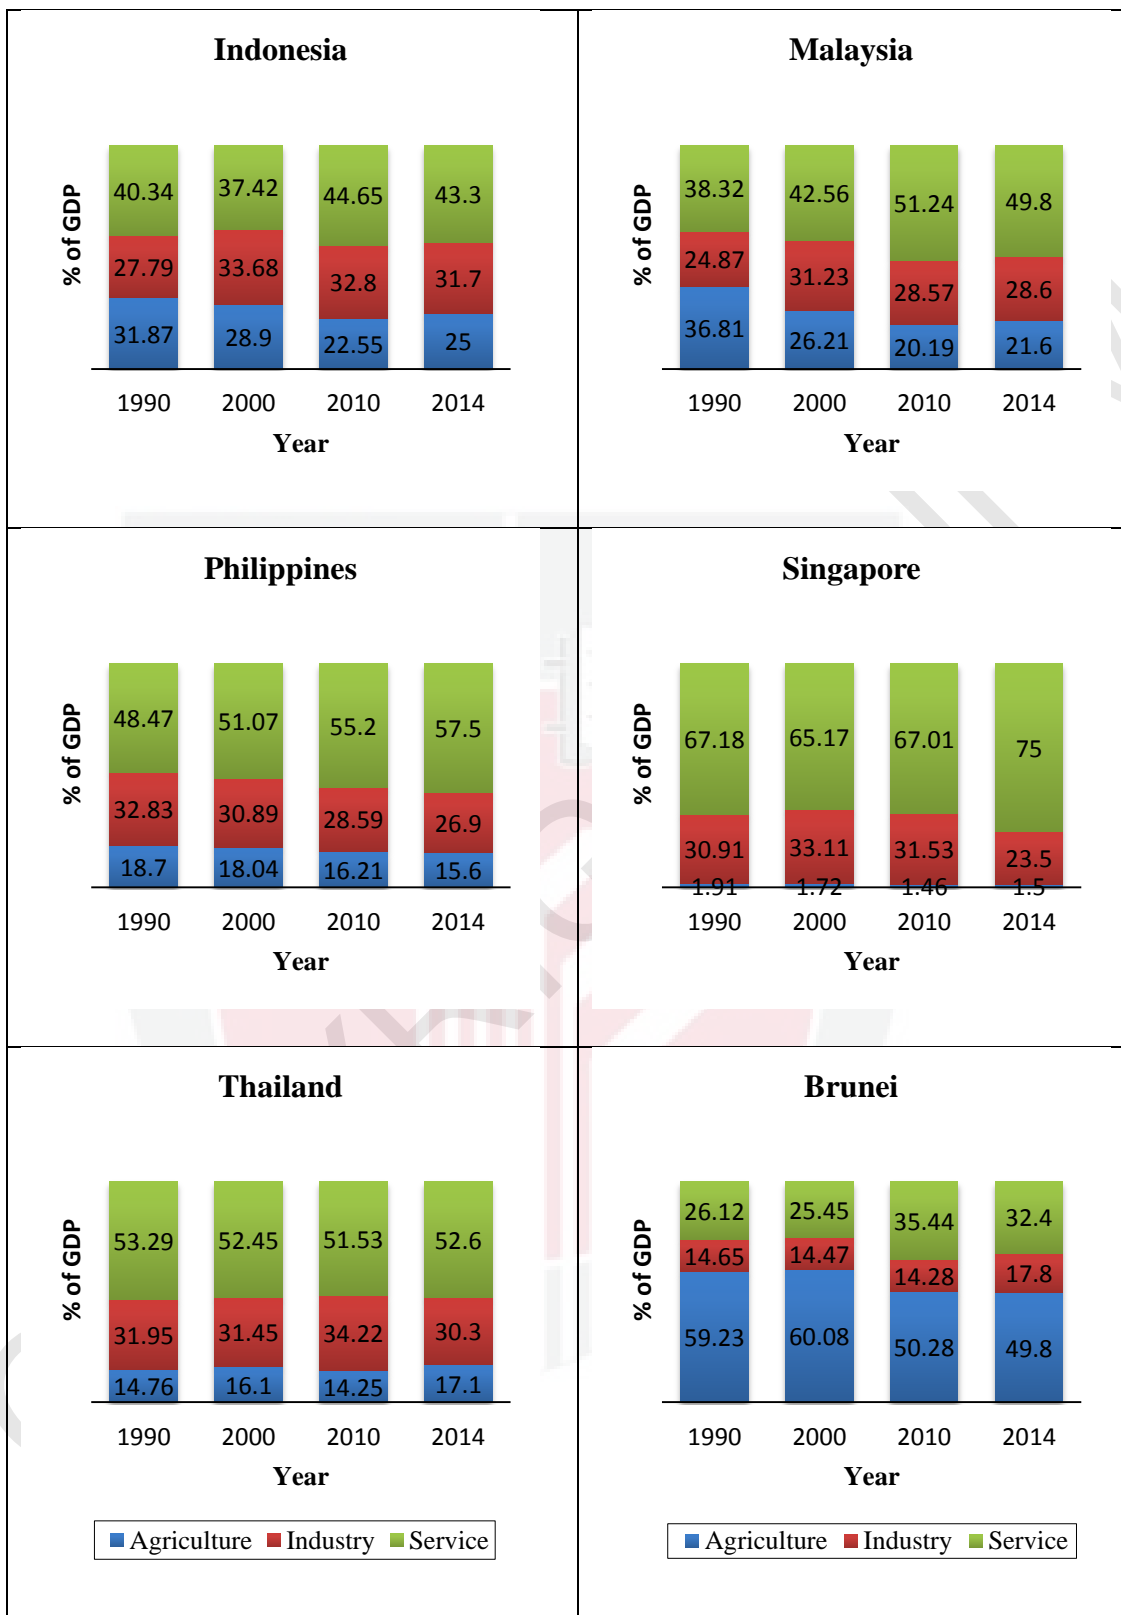 Indonesia
% of GDP
40.34 37.42 44.65 43.3
27.79 33.68 32.8 31.7
31.87 28.9 22.55 25
1990 2000 2010 2014
Year
Malaysia
% of GDP
38.32 42.56 51.24 49.8
24.87 31.23 28.57 28.6
36.81 26.21 20.19 21.6
1990 2000 2010 2014
Year
Philippines
% of GDP
48.47 51.07 55.2 57.5
32.83 30.89 28.59 26.9
18.7 18.04 16.21 15.6
1990 2000 2010 2014
Year
Singapore
% of GDP
67.18 65.17 67.01 75
30.91 33.11 31.53 23.5
1.91 1.72 1.46 1.5
1990 2000 2010 2014
Year
Thailand
% of GDP
53.29 52.45 51.53 52.6
31.95 31.45 34.22 30.3
14.76 16.1 14.25 17.1
1990 2000 2010 2014
Year
Agriculture Industry Service
Brunei
% of GDP
26.12 25.45 35.44 32.4
14.65 14.47 14.28 17.8
59.23 60.08 50.28 49.8
1990 2000 2010 2014
Year
Agriculture Industry Service